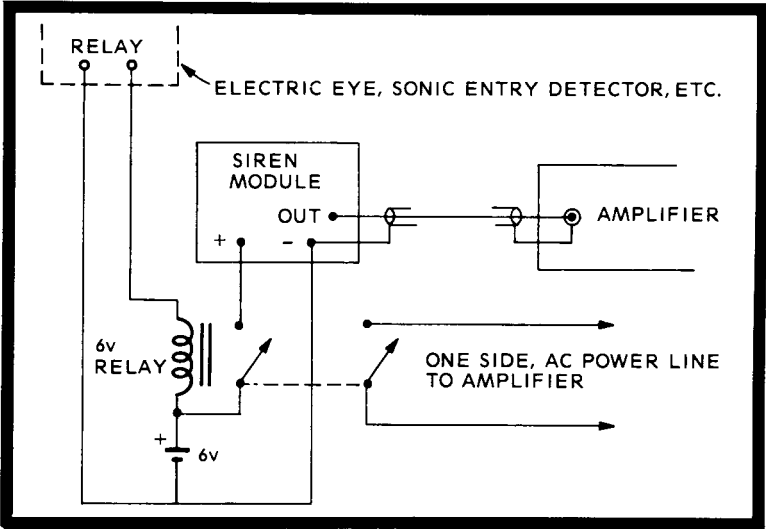 RELAY
ELECTRIC EYE, SONIC ENTRY DETECTOR, ETC.
SIREN
MODULE
OUT
+ -
AMPLIFIER
6v
RELAY
ONE SIDE, AC POWER LINE
TO AMPLIFIER
+
6v